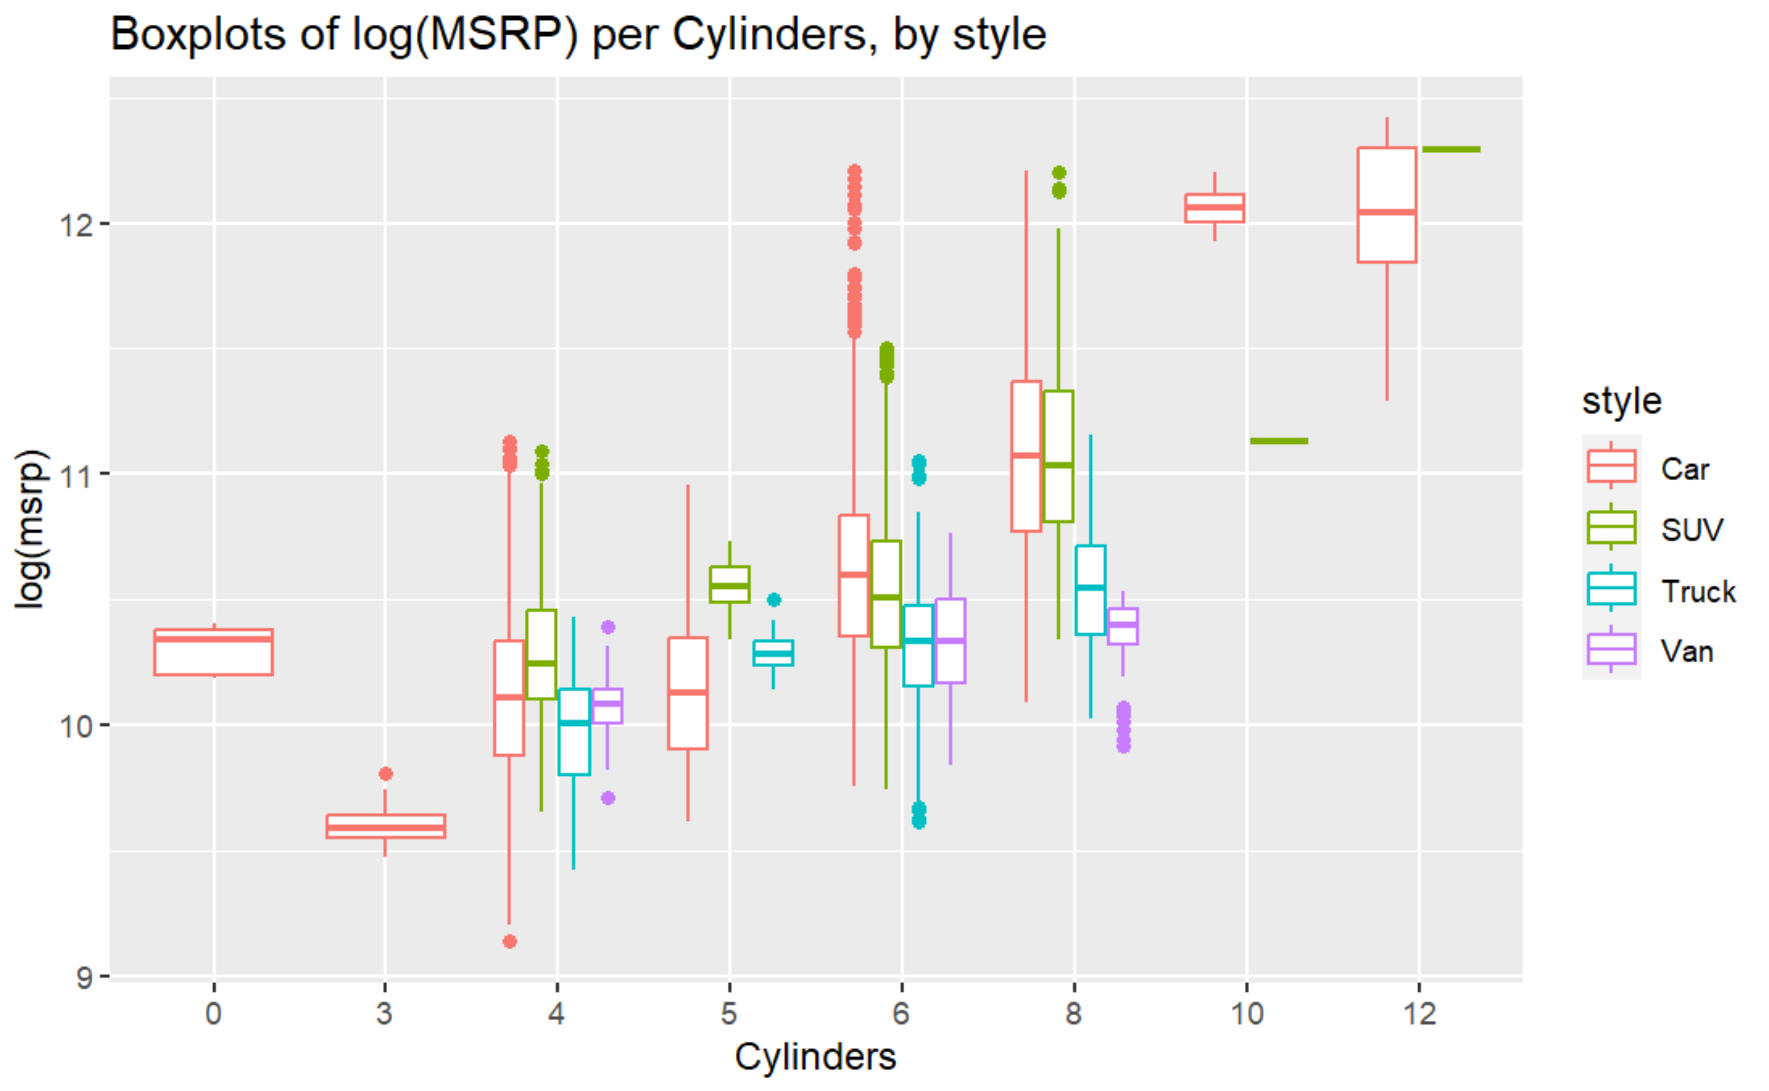 Boxplots of log(MSRP) per Cylinders, by style
log(msrp)
12
11
10
9
0 3 4 5 6 8 10 12
Cylinders
style
Car
SUV
Truck
Van